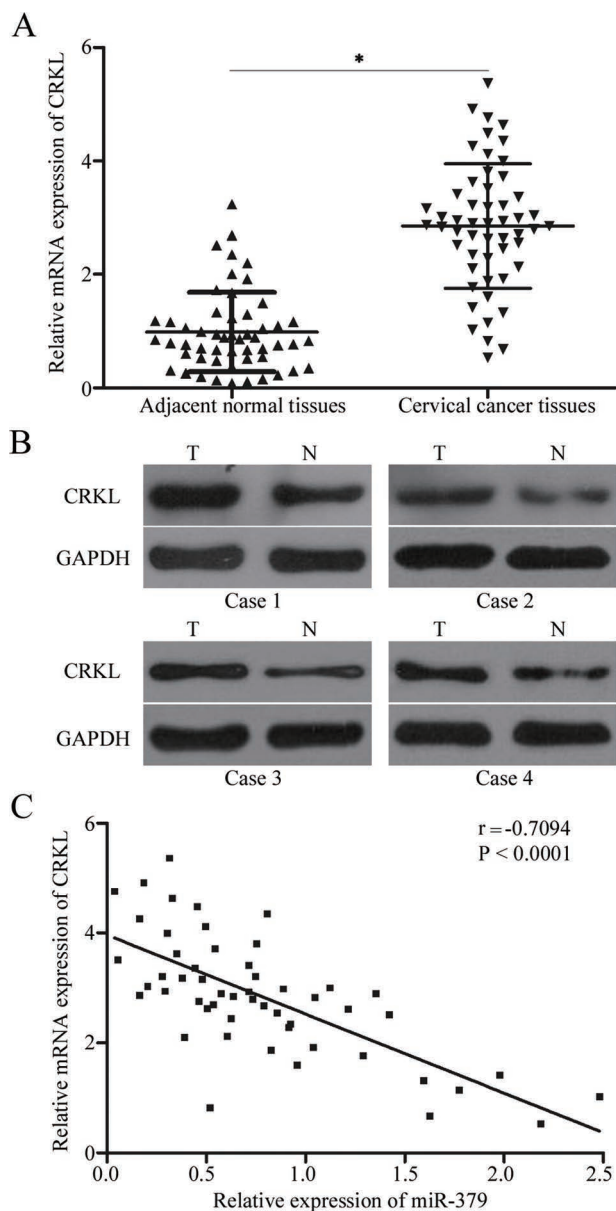 A
Relative mRNA expression of CRKL
6
4
2
0
*
Adjacent normal tissues
Cervical cancer tissues
B
T N T N
CRKL
GAPDH
Case 1 Case 2
T N T N
CRKL
GAPDH
Case 3 Case 4
C
Relative mRNA expression of CRKL
6
4
2
0
r = -0.7094
P < 0.0001
0.0 0.5 1.0 1.5 2.0 2.5
Relative expression of miR-379